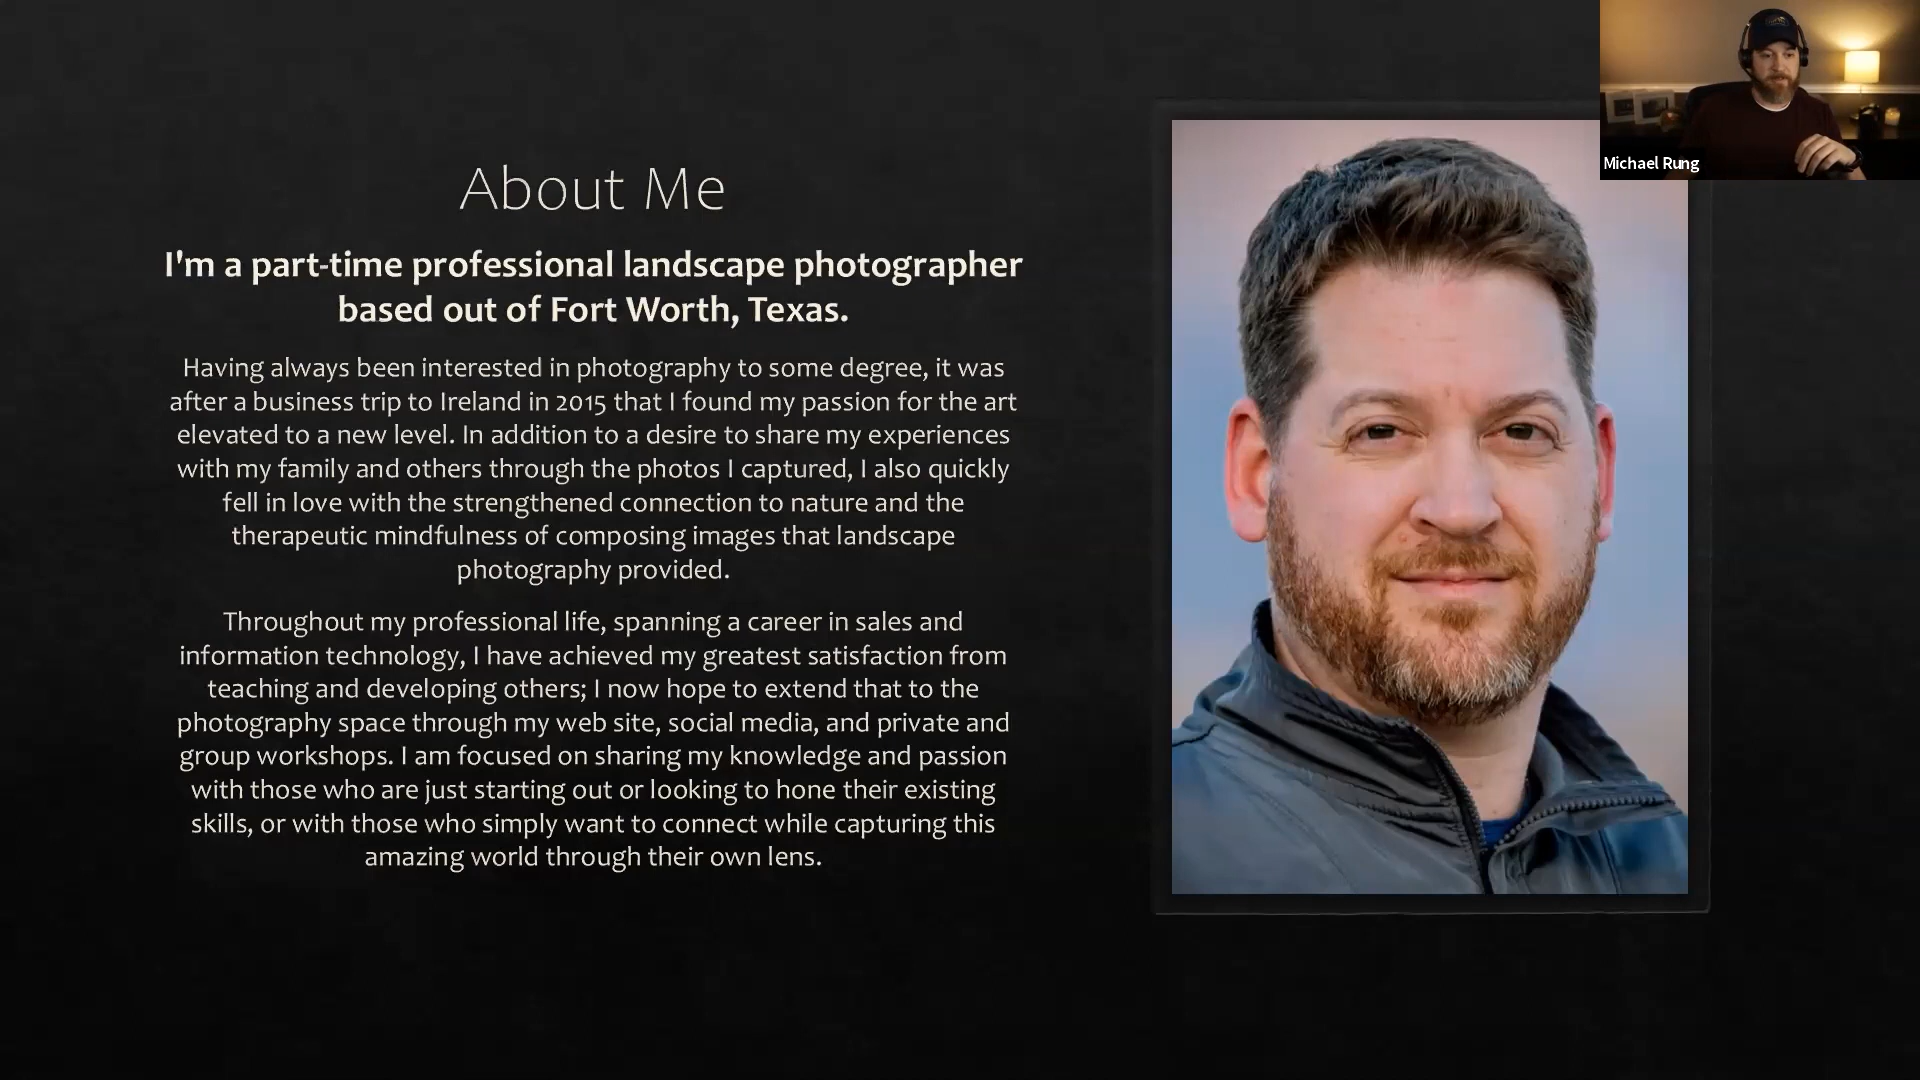 About Me
I'm a part-time professional landscape photographer
based out of Fort Worth, Texas.
Having always been interested in photography to some degree, it was
after a business trip to Ireland in 2015 that I found my passion for the art
elevated to a new level. In addition to a desire to share my experiences
with my family and others through the photos I captured, I also quickly
fell in love with the strengthened connection to nature and the
therapeutic mindfulness of composing images that landscape
photography provided.
Throughout my professional life, spanning a career in sales and
information technology, I have achieved my greatest satisfaction from
teaching and developing others; I now hope to extend that to the
photography space through my web site, social media, and private and
group workshops. I am focused on sharing my knowledge and passion
with those who are just starting out or looking to hone their existing
skills, or with those who simply want to connect while capturing this
amazing world through their own lens.
Michael Rung